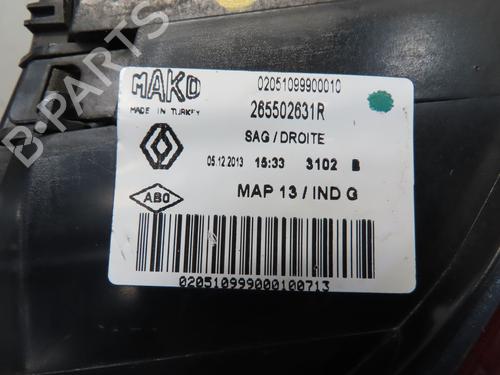 MAKO
MADE IN TURKEY
02051099900010
265502631R
SAG / DROITE
05.12.2013 15:33 3102 B
ABO
MAP 13 / IND G
020510999000100713